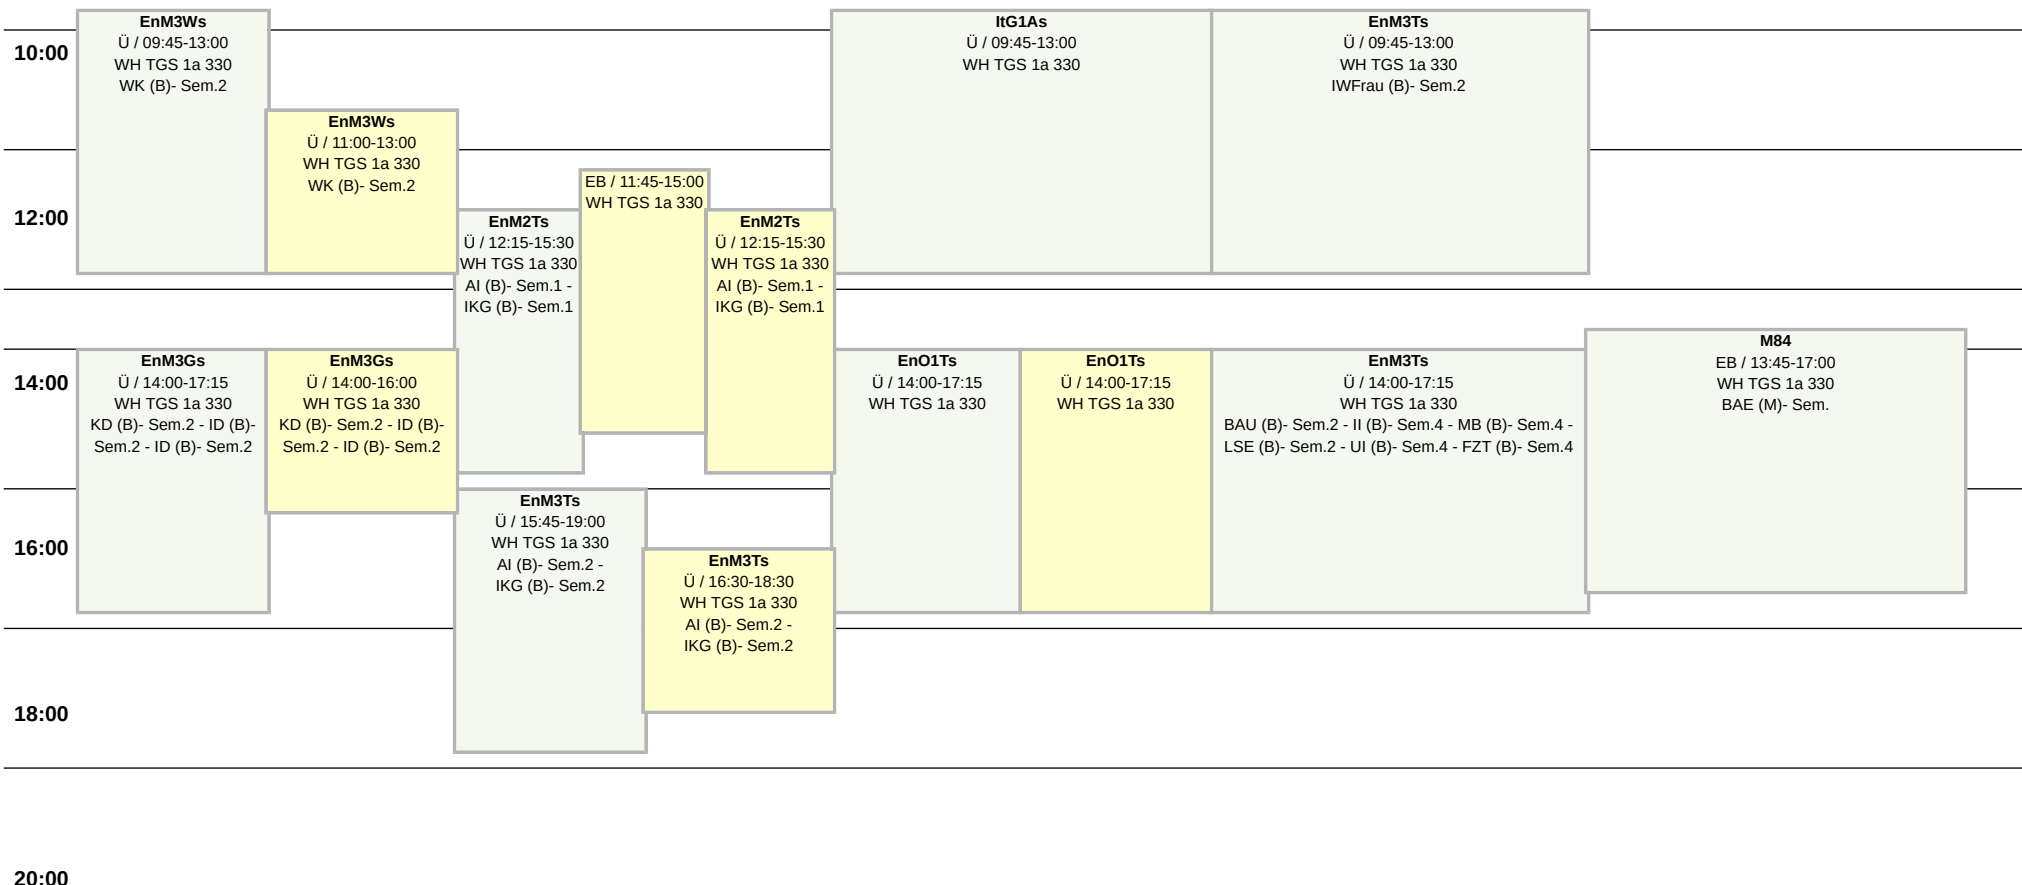 10:00
12:00
14:00
16:00
18:00
20:00
EnM3Ws
Ü / 09:45-13:00
WH TGS 1a 330
WK (B)- Sem.2
EnM3Ws
Ü / 11:00-13:00
WH TGS 1a 330
WK (B)- Sem.2
EnM3Gs
Ü / 14:00-17:15
WH TGS 1a 330
KD (B)- Sem.2 - ID (B)-
Sem.2 - ID (B)- Sem.2
EnM3Gs
Ü / 14:00-16:00
WH TGS 1a 330
KD (B)- Sem.2 - ID (B)-
Sem.2 - ID (B)- Sem.2
EnM2Ts
Ü / 12:15-15:30
WH TGS 1a 330
AI (B)- Sem.1 -
IKG (B)- Sem.1
EB / 11:45-15:00
WH TGS 1a 330
EnM2Ts
Ü / 12:15-15:30
WH TGS 1a 330
AI (B)- Sem.1 -
IKG (B)- Sem.1
EnM3Ts
Ü / 15:45-19:00
WH TGS 1a 330
AI (B)- Sem.2 -
IKG (B)- Sem.2
EnM3Ts
Ü / 16:30-18:30
WH TGS 1a 330
AI (B)- Sem.2 -
IKG (B)- Sem.2
ItG1As
Ü / 09:45-13:00
WH TGS 1a 330
EnO1Ts
Ü / 14:00-17:15
WH TGS 1a 330
EnO1Ts
Ü / 14:00-17:15
WH TGS 1a 330
EnM3Ts
Ü / 09:45-13:00
WH TGS 1a 330
IWFrau (B)- Sem.2
EnM3Ts
Ü / 14:00-17:15
WH TGS 1a 330
BAU (B)- Sem.2 - II (B)- Sem.4 - MB (B)- Sem.4 -
LSE (B)- Sem.2 - UI (B)- Sem.4 - FZT (B)- Sem.4
M84
EB / 13:45-17:00
WH TGS 1a 330
BAE (M)- Sem.